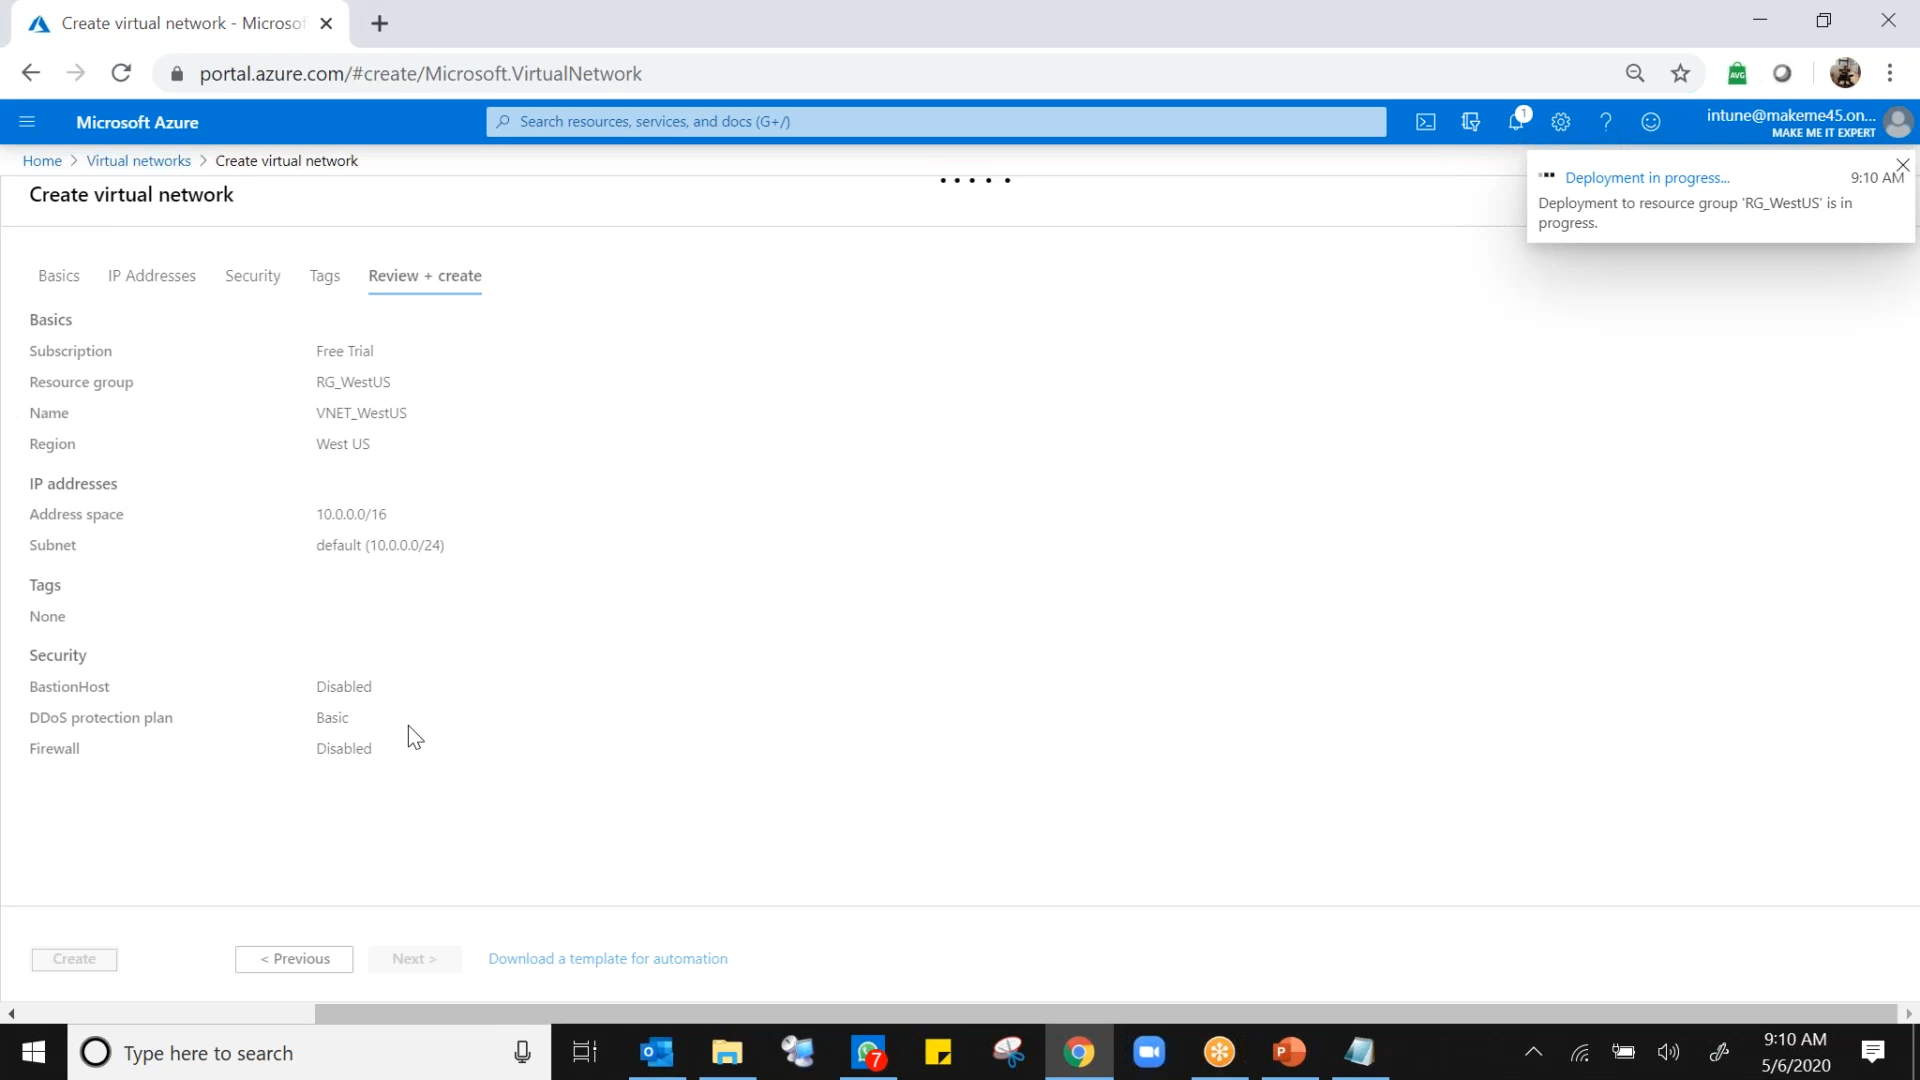 Create virtual network - Microsof
portal.azure.com/#create/Microsoft.VirtualNetwork
AVG
Microsoft Azure
Search resources, services, and docs (G+/)
1
intune@makeme45.on...
MAKE ME IT EXPERT
Home > Virtual networks > Create virtual network
Create virtual network
Deployment in progress...
9:10 AM
Deployment to resource group 'RG_WestUS' is in
progress.
Basics IP Addresses Security Tags Review + create
Basics
Subscription Free Trial
Resource group RG_WestUS
Name VNET_WestUS
Region West US
IP addresses
Address space 10.0.0.0/16
Subnet default (10.0.0.0/24)
Tags
None
Security
BastionHost Disabled
DDoS protection plan Basic
Firewall Disabled
Create < Previous Next > Download a template for automation
Type here to search
7
9:10 AM
5/6/2020